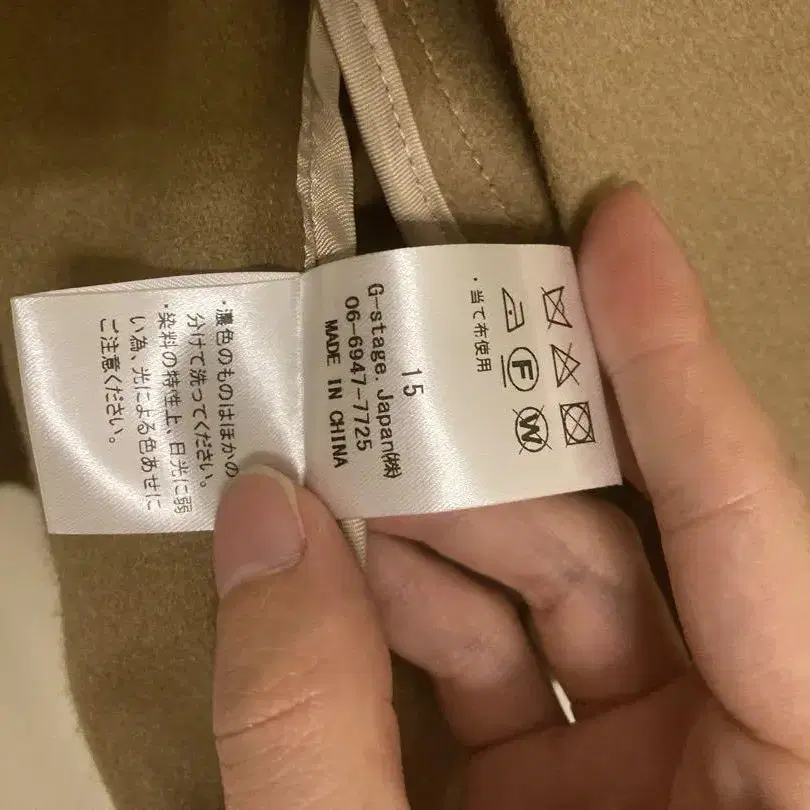 ・当て布使用
F
W
15
G-stage. Japan㈱
06-6947-7725
MADE IN CHINA
・濃色のものはほかの
分けて洗ってください。
・染料の特性上、日光に弱
い為、光による色あせに
ご注意ください。